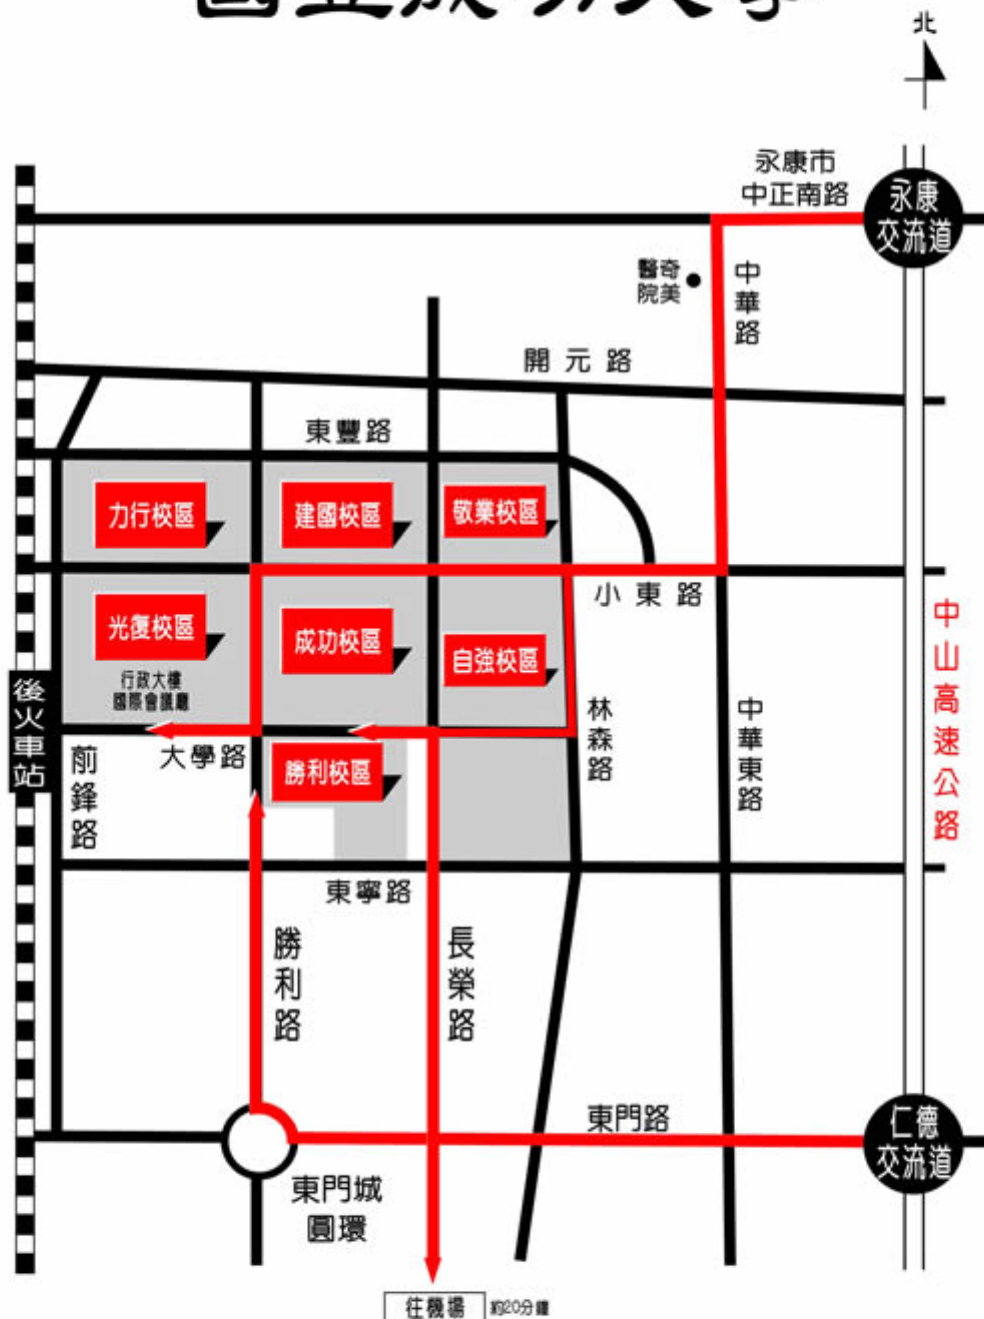 國立成功大學
北
永康市
中正南路
永康
交流道
醫奇
院美
中華路
開元路
東豐路
力行校區
建國校區
敬業校區
小東路
光復校區
成功校區
自強校區
行政大樓
國際會議廳
中山高速公路
後火車站
前鋒路
大學路
勝利校區
林森路
中華東路
東寧路
勝利路
長榮路
東門路
仁德
交流道
東門城
圓環
往機場 約20分鐘